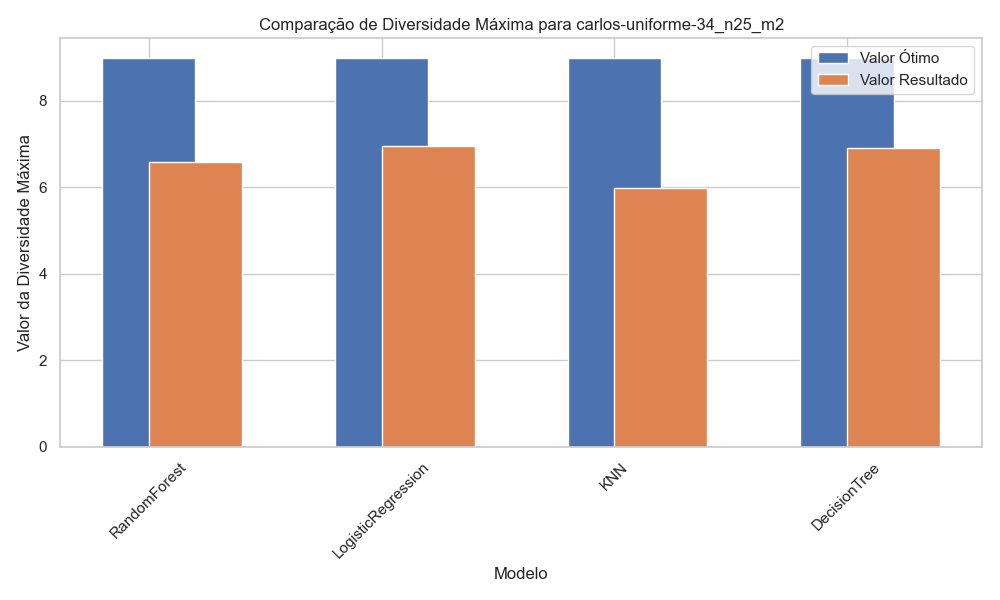 Comparação de Diversidade Máxima para carlos-uniforme-34_n25_m2
Valor Ótimo
Valor Resultado
Valor da Diversidade Máxima
8
6
4
2
0
RandomForest
LogisticRegression
KNN
DecisionTree
Modelo